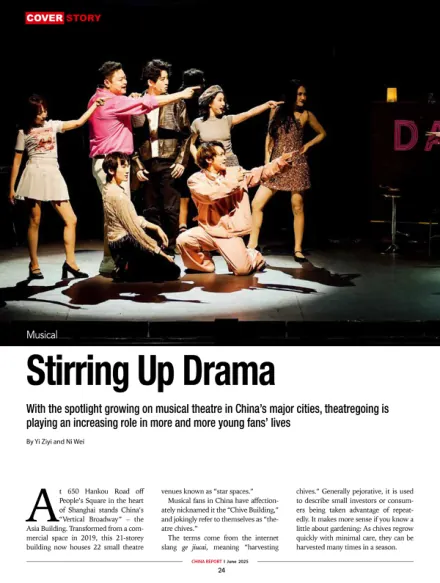 COVER STORY
DA
Musical
Stirring Up Drama
With the spotlight growing on musical theatre in China's major cities, theatregoing is
playing an increasing role in more and more young fans' lives
By Yi Ziyi and Ni Wei
At 650 Hankou Road off
People's Square in the heart
of Shanghai stands China's
"Vertical Broadway" – the
Asia Building. Transformed from a com-
mercial space in 2019, this 21-storey
building now houses 22 small theatre
venues known as "star spaces."
Musical fans in China have affection-
ately nicknamed it the "Chive Building,"
and jokingly refer to themselves as "the-
atre chives."
The terms come from the internet
slang ge jiucai, meaning "harvesting
chives." Generally pejorative, it is used
to describe small investors or consum-
ers being taken advantage of repeat-
edly. It makes more sense if you know a
little about gardening: As chives regrow
quickly with minimal care, they can be
harvested many times in a season.
CHINA REPORT I June 2025
24